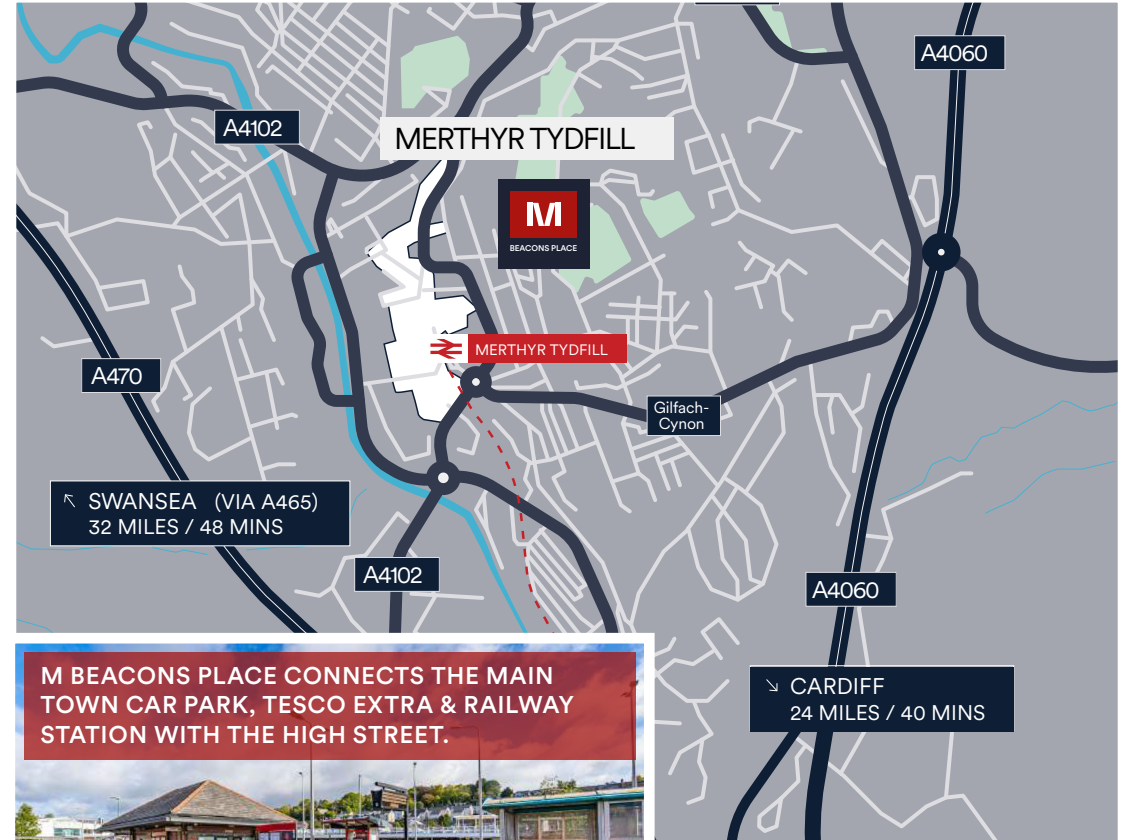 A4060
A4102
MERTHYR TYDFILL
M
BEACONS PLACE
MERTHYR TYDFILL
A470
Gilfach-
Cynon
↖ SWANSEA (VIA A465)
32 MILES / 48 MINS
A4102
A4060
M BEACONS PLACE CONNECTS THE MAIN
TOWN CAR PARK, TESCO EXTRA & RAILWAY
STATION WITH THE HIGH STREET.
↘ CARDIFF
24 MILES / 40 MINS